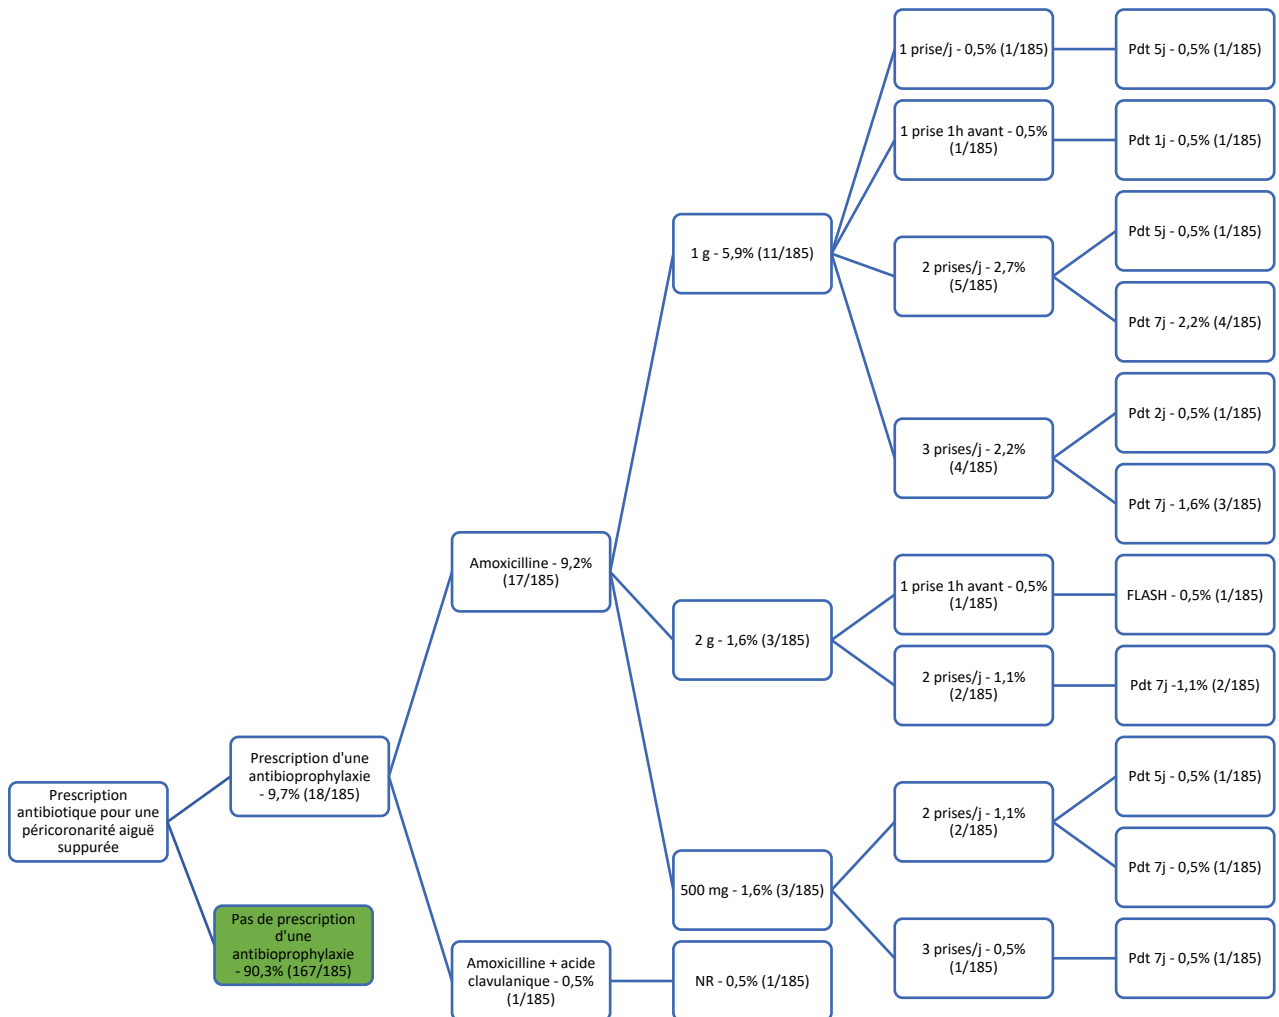 Prescription
antibiotique pour une
péricoronarité aiguë
suppurée
Prescription d'une
antibioprophylaxie
- 9,7% (18/185)
Pas de prescription
d'une
antibioprophylaxie
- 90,3% (167/185)
Amoxicilline - 9,2%
(17/185)
Amoxicilline + acide
clavulanique - 0,5%
(1/185)
1 g - 5,9% (11/185)
2 g - 1,6% (3/185)
500 mg - 1,6% (3/185)
NR - 0,5% (1/185)
1 prise/j - 0,5% (1/185)
1 prise 1h avant - 0,5%
(1/185)
2 prises/j - 2,7%
(5/185)
3 prises/j - 2,2%
(4/185)
1 prise 1h avant - 0,5%
(1/185)
2 prises/j - 1,1%
(2/185)
2 prises/j - 1,1%
(2/185)
3 prises/j - 0,5%
(1/185)
Pdt 5j - 0,5% (1/185)
Pdt 1j - 0,5% (1/185)
Pdt 5j - 0,5% (1/185)
Pdt 7j - 2,2% (4/185)
Pdt 2j - 0,5% (1/185)
Pdt 7j - 1,6% (3/185)
FLASH - 0,5% (1/185)
Pdt 7j -1,1% (2/185)
Pdt 5j - 0,5% (1/185)
Pdt 7j - 0,5% (1/185)
Pdt 7j - 0,5% (1/185)